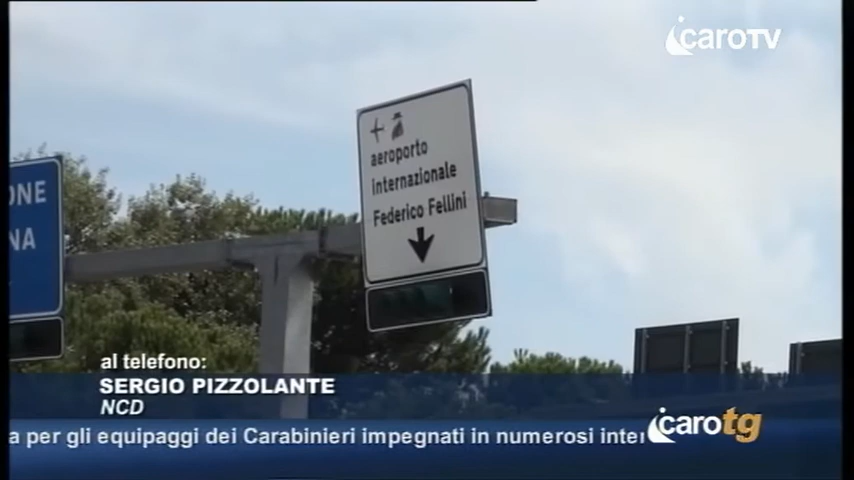 icaroTV
aeroporto
internazionale
Federico Fellini
ONE
NA
al telefono:
SERGIO PIZZOLANTE
NCD
a per gli equipaggi dei Carabinieri impegnati in numerosi inter
icarotg